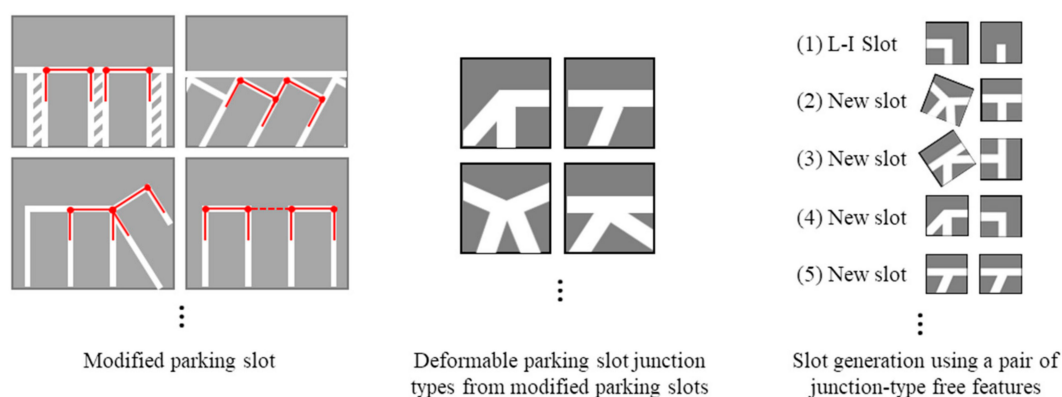 (1) L-I Slot
(2) New slot
(3) New slot
(4) New slot
(5) New slot
Modified parking slot
Deformable parking slot junction
types from modified parking slots
Slot generation using a pair of
junction-type free features